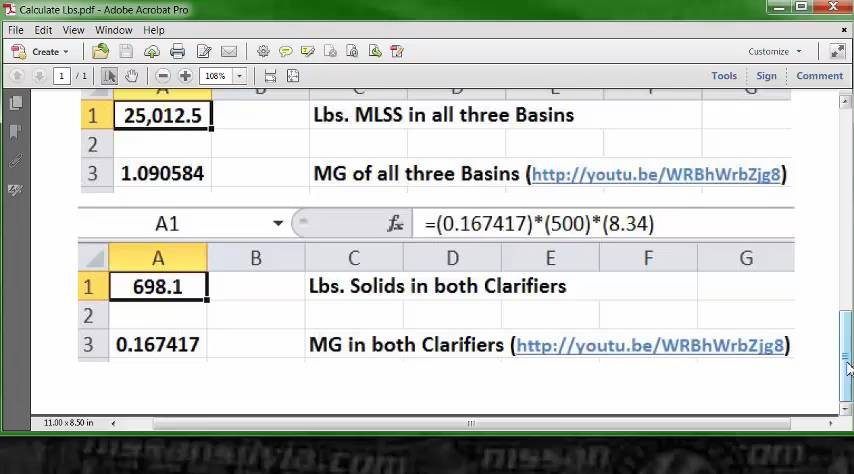 Calculate Lbs.pdf - Adobe Acrobat Pro
File Edit View Window Help
Create Customize
1 / 1 108% Tools Sign Comment
1 25,012.5 Lbs. MLSS in all three Basins
2
3 1.090584 MG of all three Basins (http://youtu.be/WRBhWrbZjg8)
A1 fx =(0.167417)*(500)*(8.34)
A B C D E F G
1 698.1 Lbs. Solids in both Clarifiers
2
3 0.167417 MG in both Clarifiers (http://youtu.be/WRBhWrbZjg8)
11.00 x 8.50 in